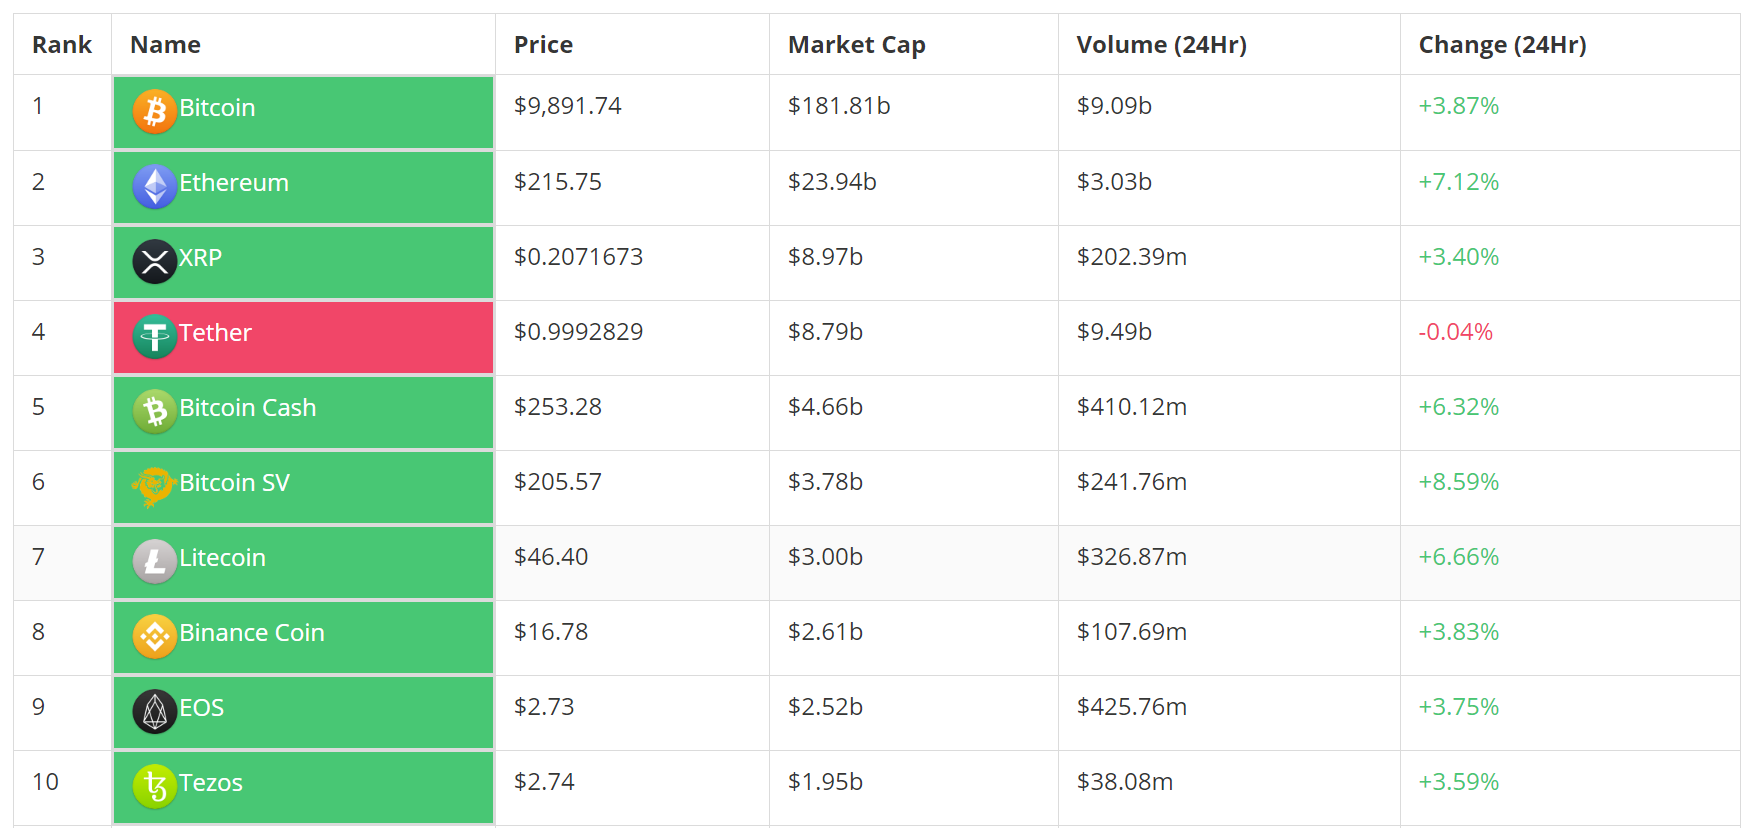 Rank Name Price Market Cap Volume (24Hr) Change (24Hr)
1 Bitcoin $9,891.74 $181.81b $9.09b +3.87%
2 Ethereum $215.75 $23.94b $3.03b +7.12%
3 XRP $0.2071673 $8.97b $202.39m +3.40%
4 Tether $0.9992829 $8.79b $9.49b -0.04%
5 Bitcoin Cash $253.28 $4.66b $410.12m +6.32%
6 Bitcoin SV $205.57 $3.78b $241.76m +8.59%
7 Litecoin $46.40 $3.00b $326.87m +6.66%
8 Binance Coin $16.78 $2.61b $107.69m +3.83%
9 EOS $2.73 $2.52b $425.76m +3.75%
10 Tezos $2.74 $1.95b $38.08m +3.59%